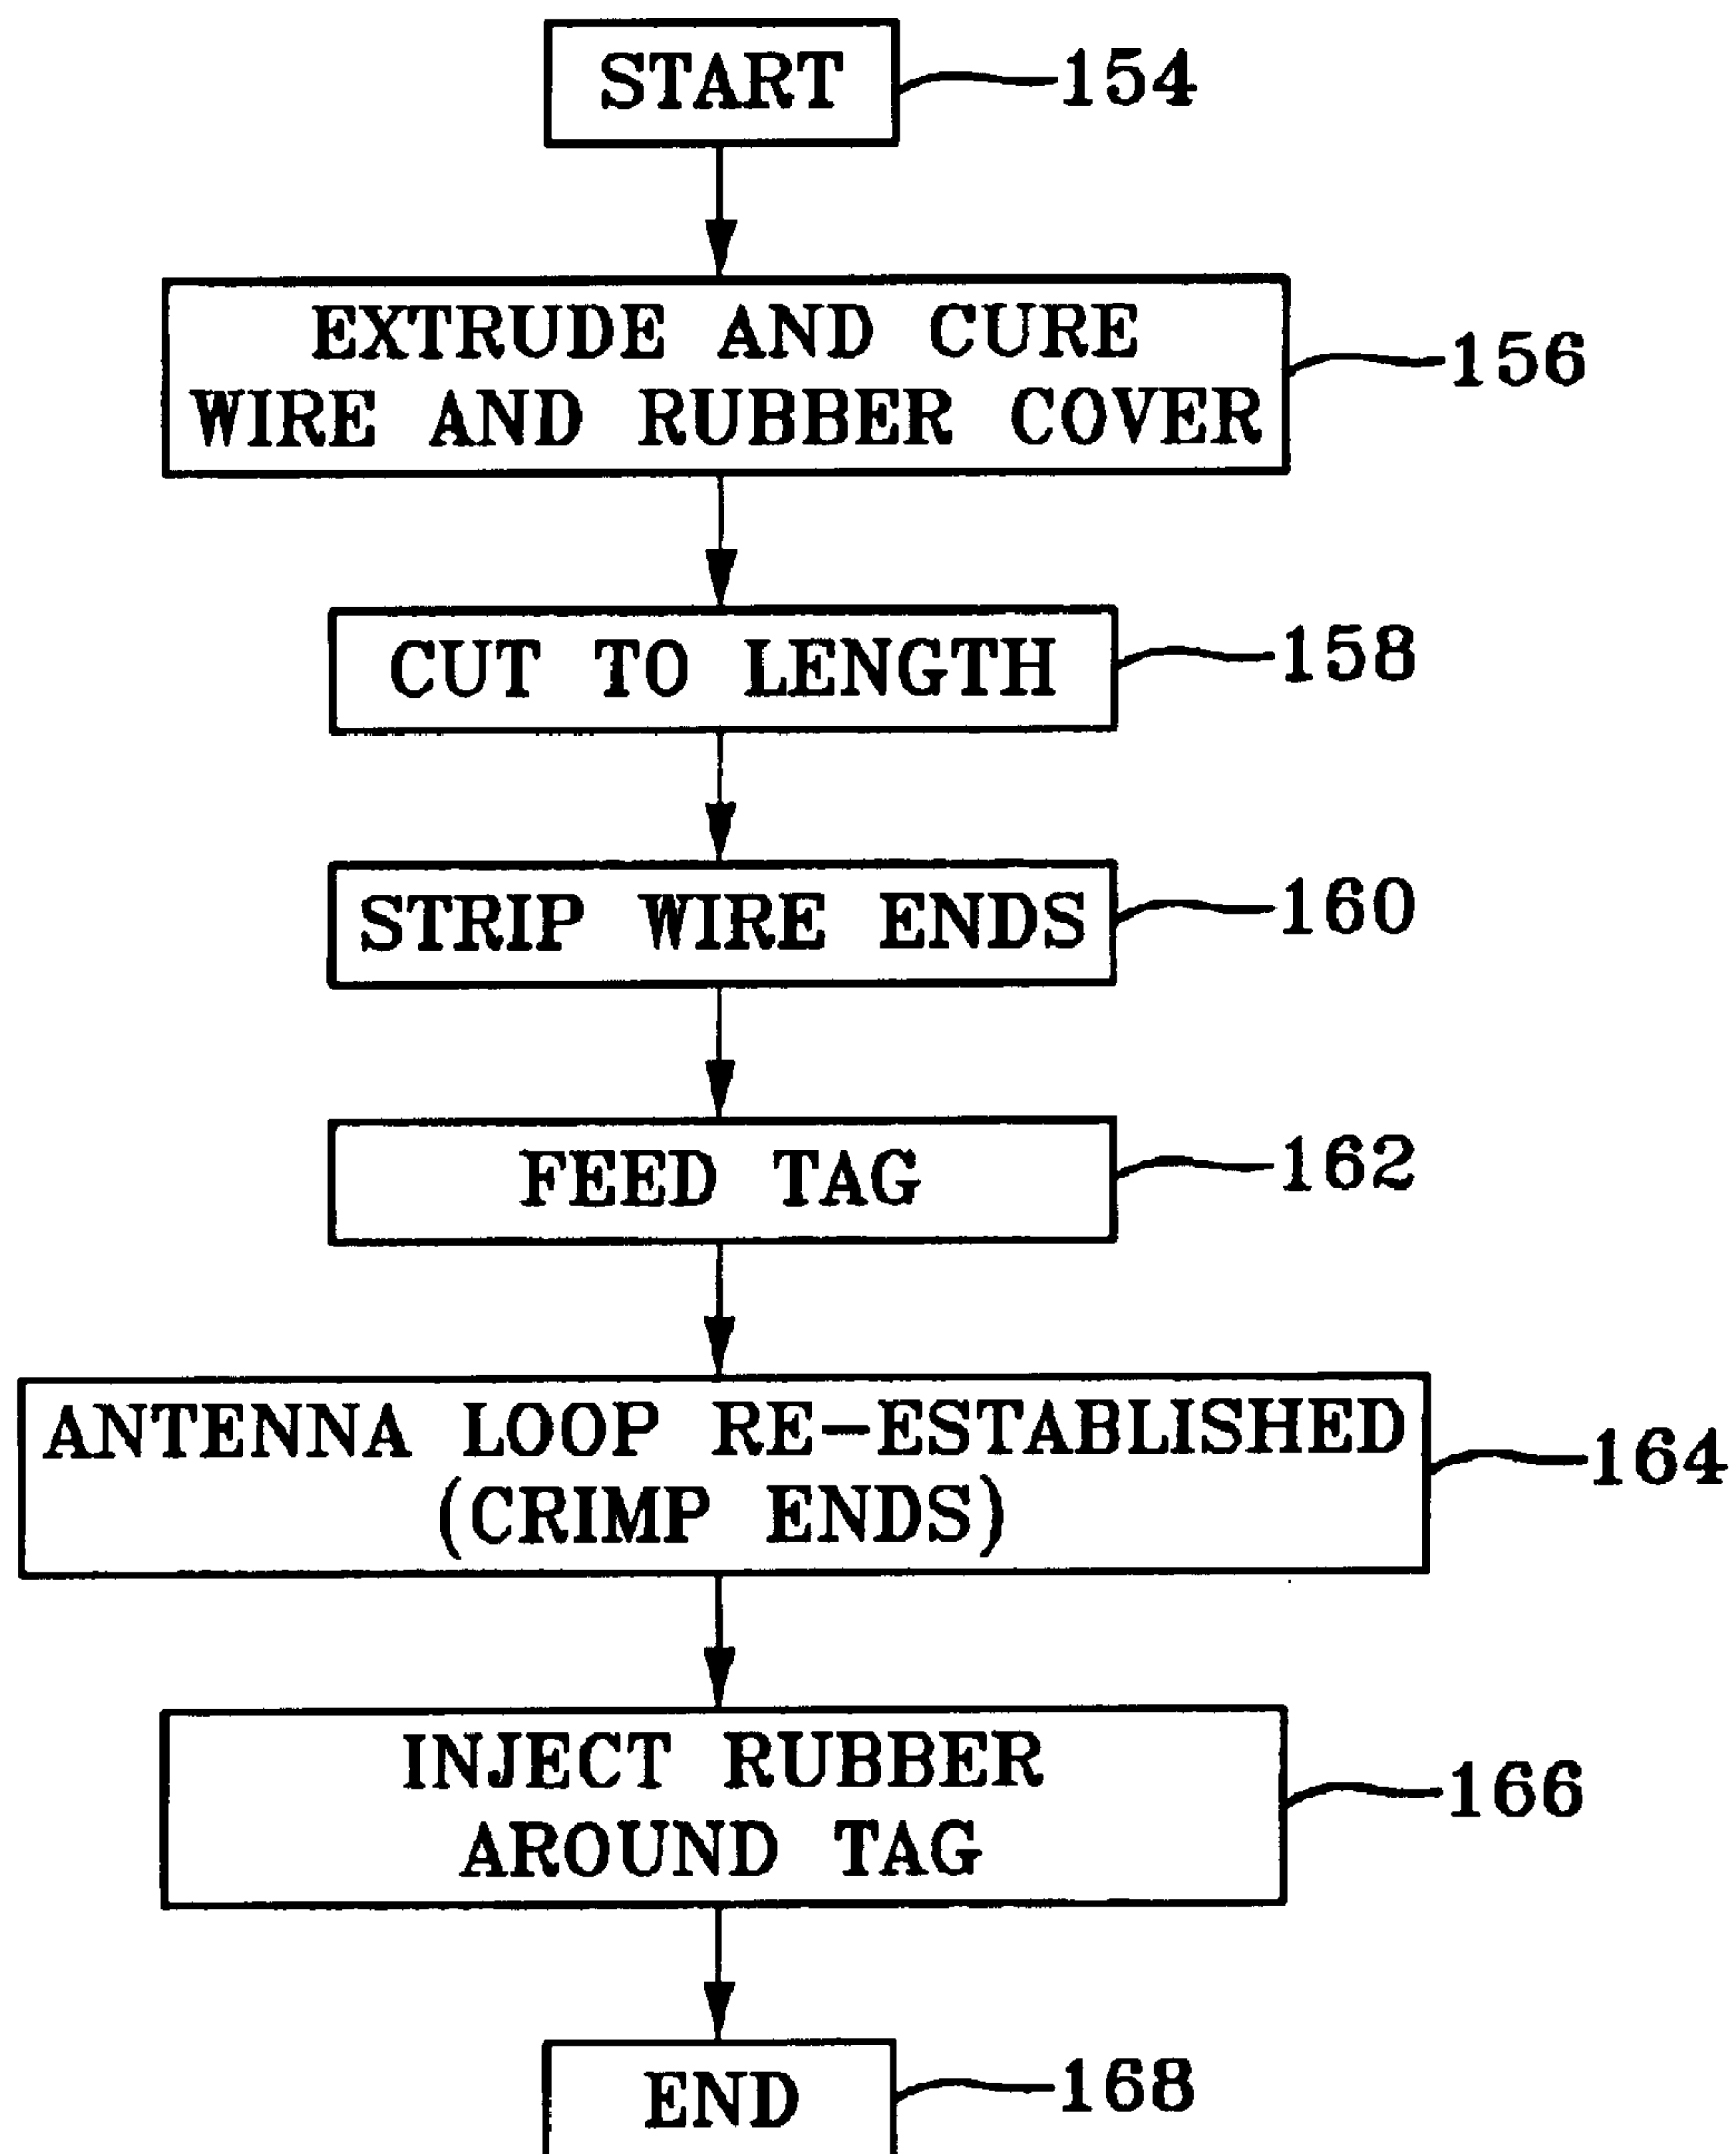 START
154
EXTRUDE AND CURE
WIRE AND RUBBER COVER
156
CUT TO LENGTH
158
STRIP WIRE ENDS
160
FEED TAG
162
ANTENNA LOOP RE-ESTABLISHED
(CRIMP ENDS)
164
INJECT RUBBER
AROUND TAG
166
END
168